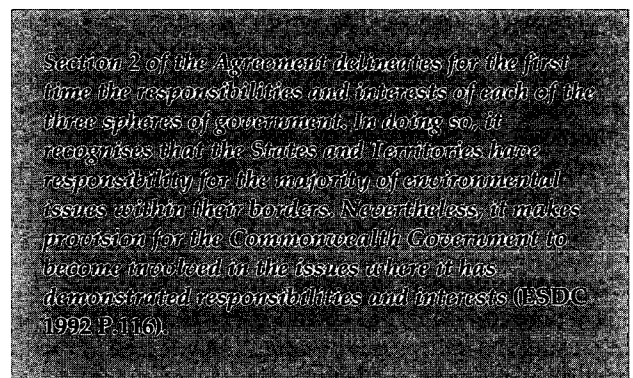 Section 2 of the Agreement delineates for the first
time the responsibilities and interests of each of the
three spheres of government. In doing so, it
recognises that the States and Territories have
responsibility for the majority of environmental
issues within their borders. Nevertheless, it makes
provision for the Commonwealth Government to
become involved in the issues where it has
demonstrated responsibilities and interests (ESDC
1992 P.116).